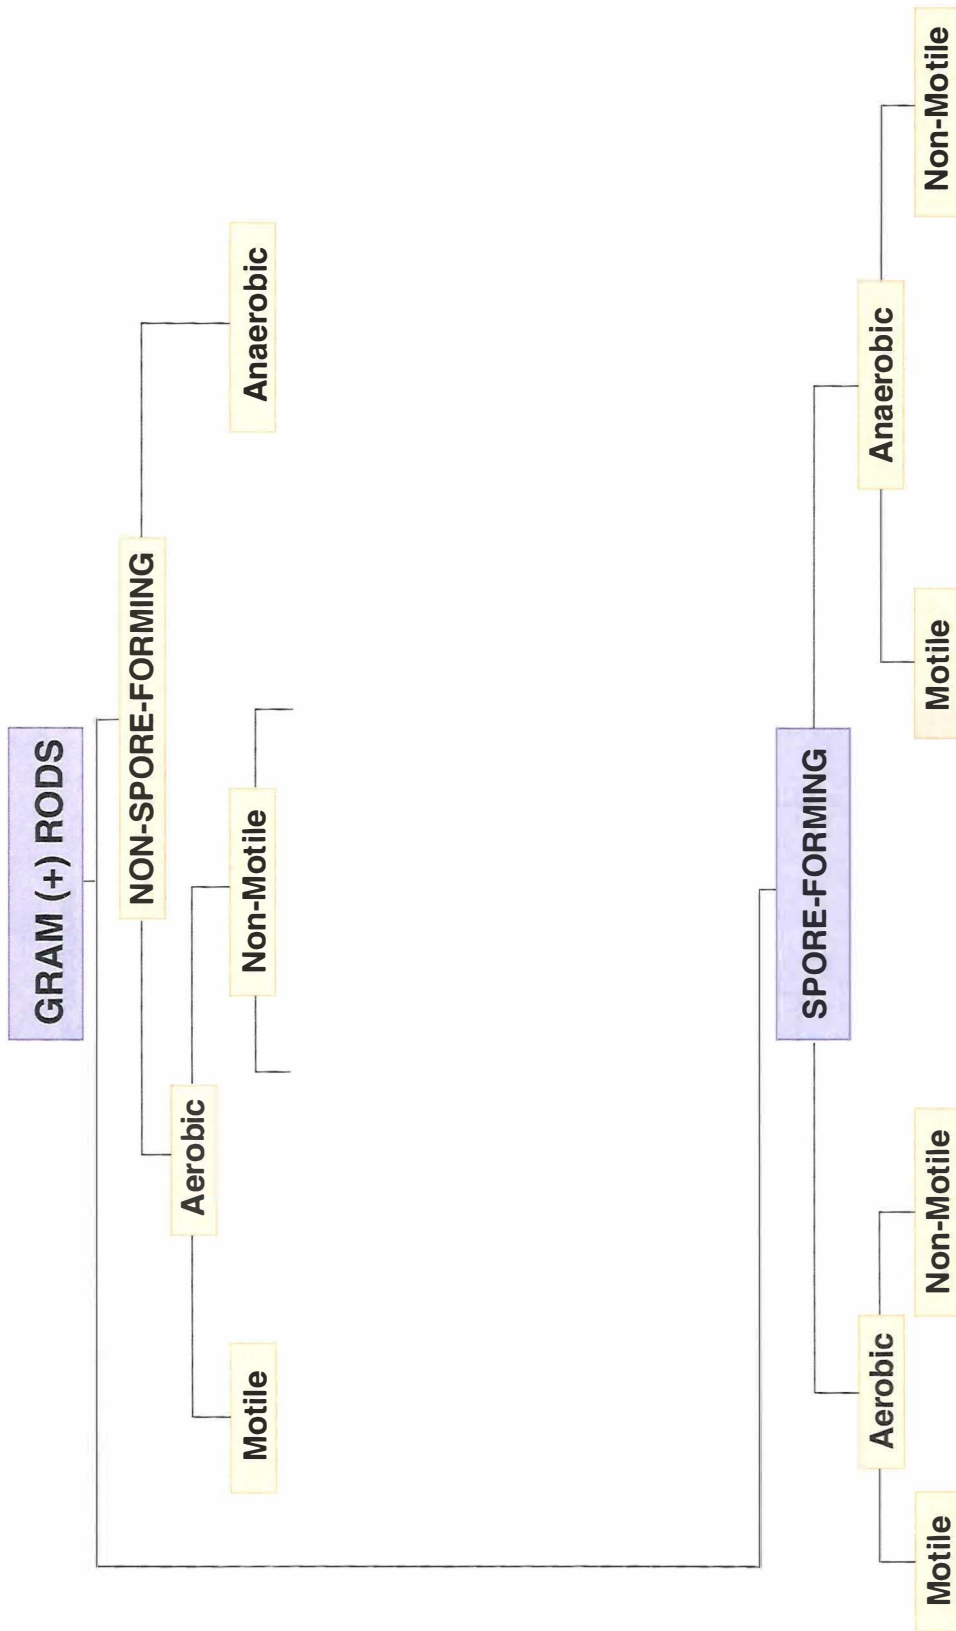 GRAM (+) RODS
NON-SPORE-FORMING
Aerobic
Motile
Non-Motile
Anaerobic
SPORE-FORMING
Aerobic
Anaerobic
Motile
Non-Motile
Motile
Non-Motile